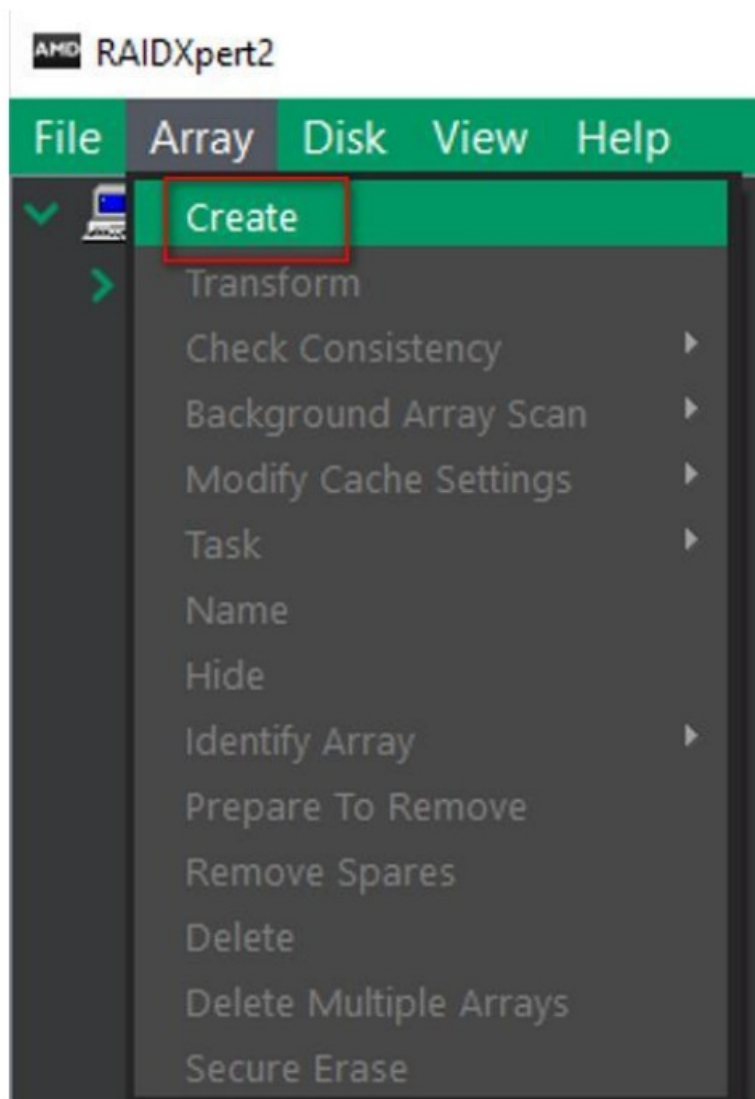 AMD RAIDXpert2
File Array Disk View Help
Create
Transform
Check Consistency
Background Array Scan
Modify Cache Settings
Task
Name
Hide
Identify Array
Prepare To Remove
Remove Spares
Delete
Delete Multiple Arrays
Secure Erase